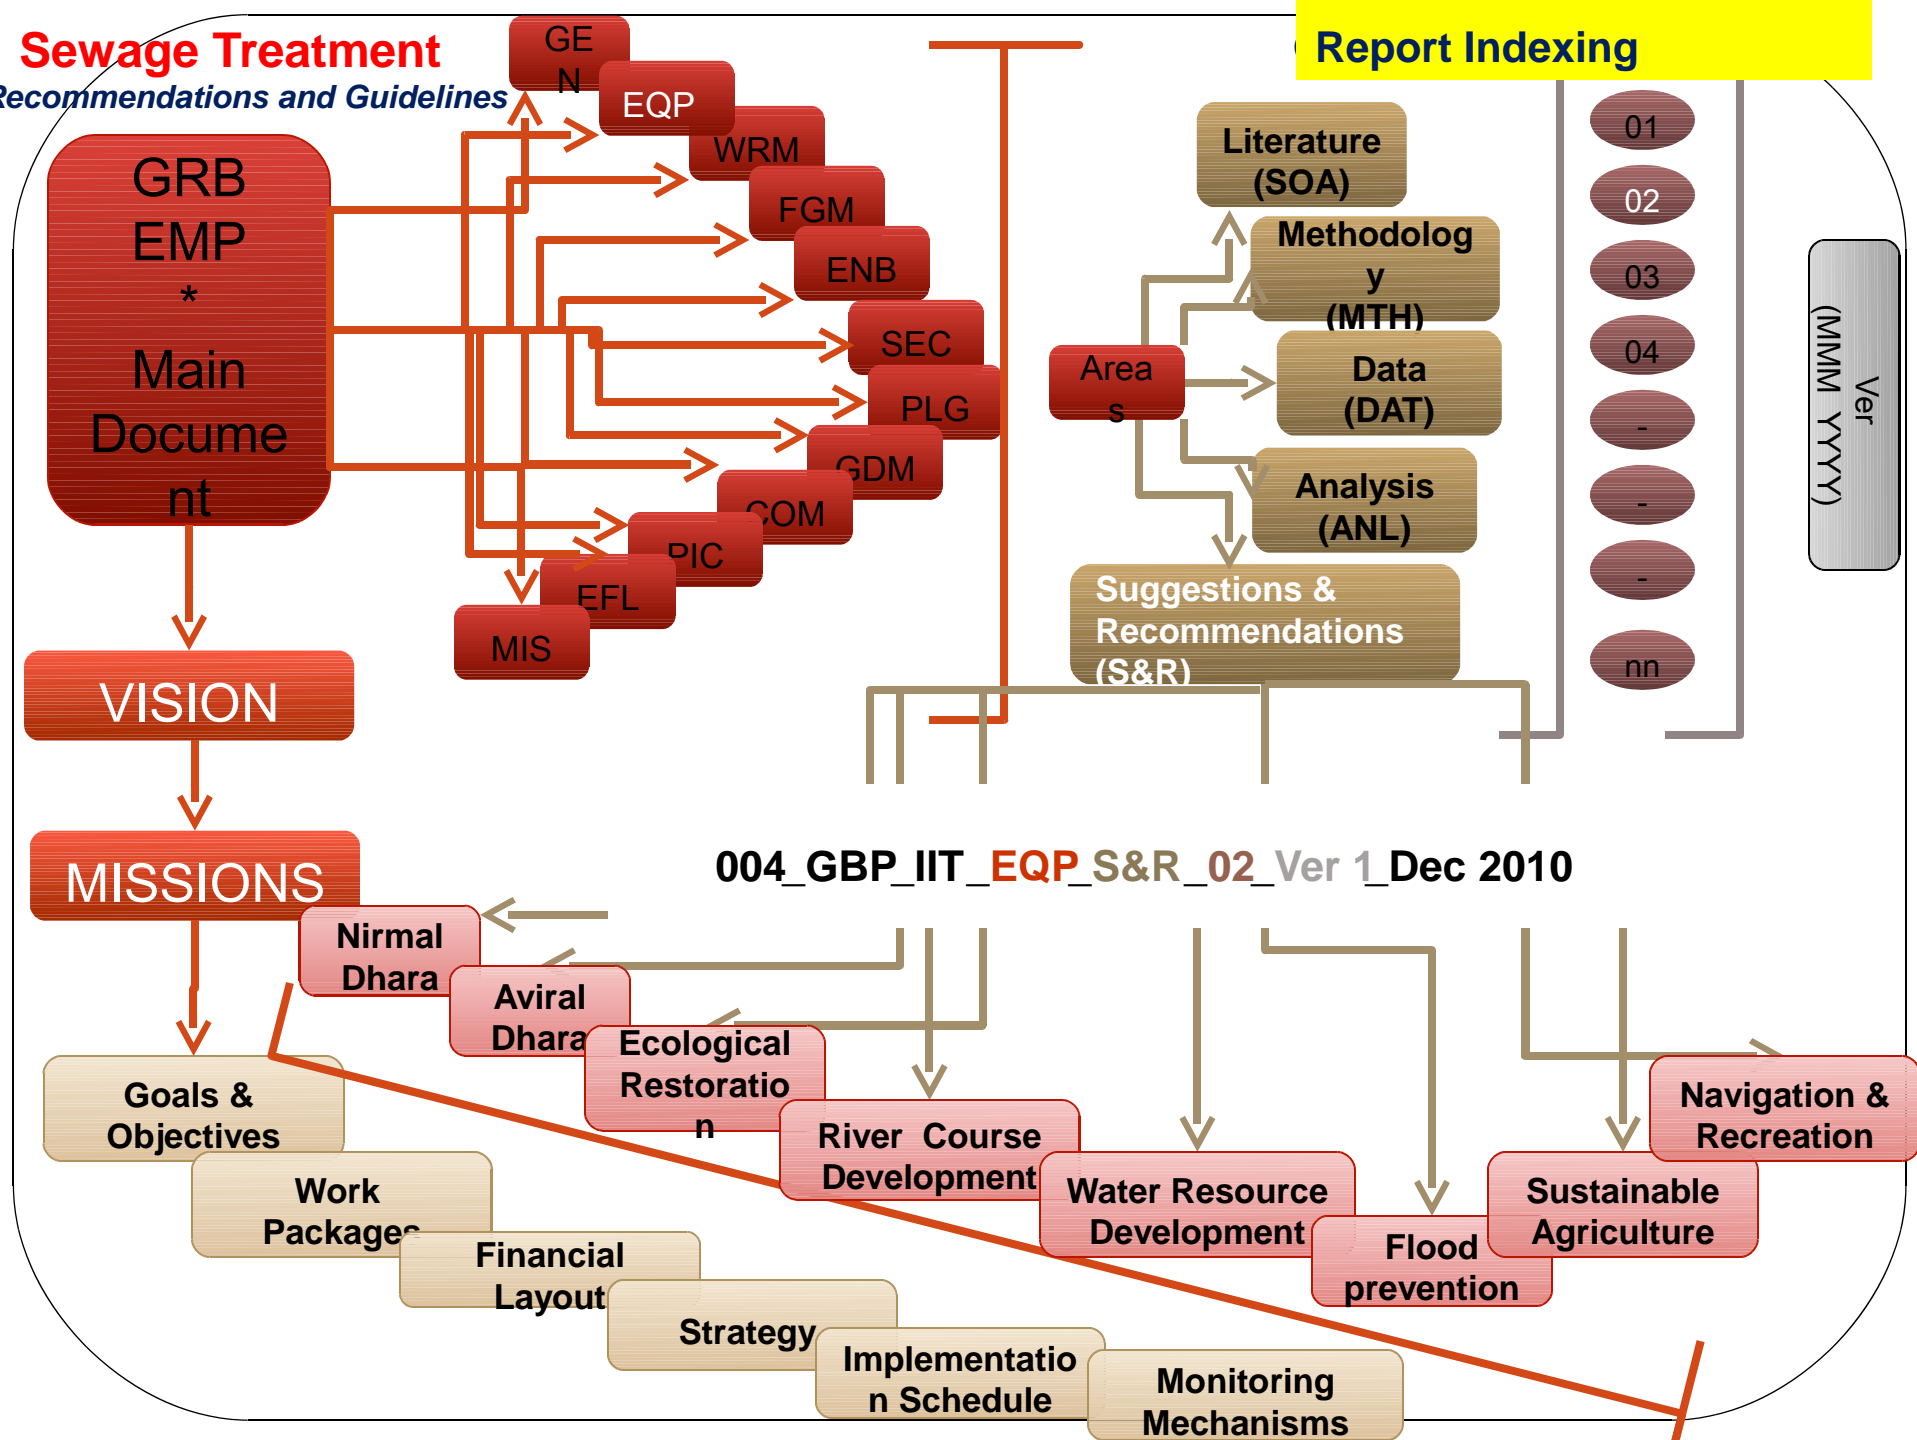 Sewage Treatment
Recommendations and Guidelines
Report Indexing
GRB
EMP
*
Main
Docume
nt
GE
N
EQP
WRM
FGM
ENB
SEC
PLG
GDM
COM
PIC
EFL
MIS
Literature
(SOA)
Methodolog
y
(MTH)
Area
s
Data
(DAT)
Analysis
(ANL)
Suggestions &
Recommendations
(S&R)
01
02
03
04
-
-
-
nn
Ver
(MMM YYYY)
VISION
MISSIONS
004_GBP_IIT_EQP_S&R_02_Ver 1_Dec 2010
Nirmal
Dhara
Aviral
Dhara
Ecological
Restoratio
n
River Course
Development
Water Resource
Development
Flood
prevention
Sustainable
Agriculture
Navigation &
Recreation
Goals &
Objectives
Work
Packages
Financial
Layout
Strategy
Implementatio
n Schedule
Monitoring
Mechanisms